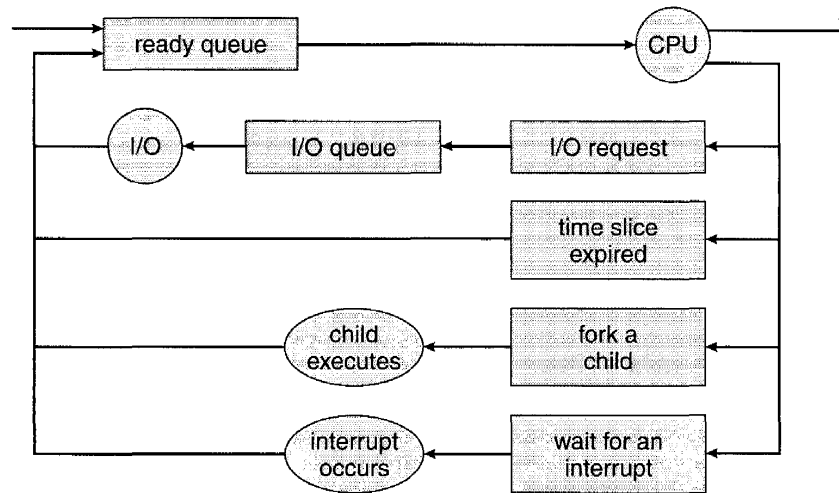 ready queue
CPU
I/O
I/O queue
I/O request
time slice
expired
child
executes
fork a
child
interrupt
occurs
wait for an
interrupt